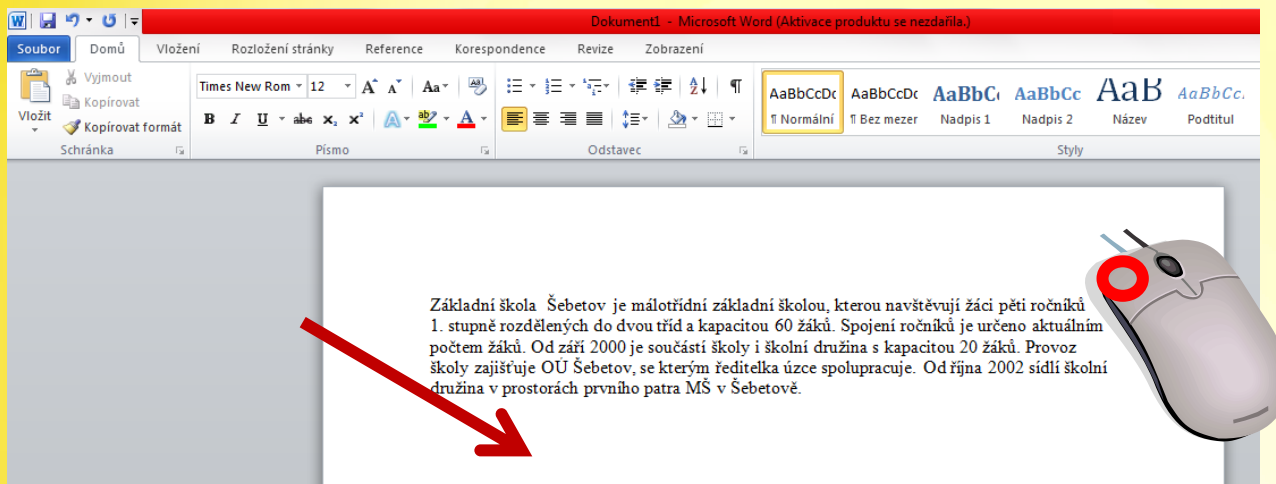 Dokument1 - Microsoft Word (Aktivace produktu se nezdařila.)
Soubor Domů Vložení Rozložení stránky Reference Korespondence Revize Zobrazení
Vložit
Vyjmout
Kopírovat
Kopírovat formát
Schránka
Times New Rom 12
Písmo
Odstavec
AaBbCcDc AaBbCcDc AaBbC AaBbCc AaB AaBbCc.
¶ Normální ¶ Bez mezer Nadpis 1 Nadpis 2 Název Podtitul
Styly
Základní škola Šebetov je málotřídní základní školou, kterou navštěvují žáci pěti ročníků
1. stupně rozdělených do dvou tříd a kapacitou 60 žáků. Spojení ročníků je určeno aktuálním
počtem žáků. Od září 2000 je součástí školy i školní družina s kapacitou 20 žáků. Provoz
školy zajišťuje OÚ Šebetov, se kterým ředitelka úzce spolupracuje. Od října 2002 sídlí školní
družina v prostorách prvního patra MŠ v Šebetově.